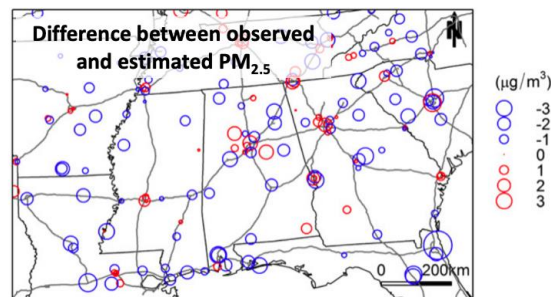 Difference between observed
and estimated PM2.5
N
(μg/m³)
-3
-2
-1
0
1
2
3
0 200km